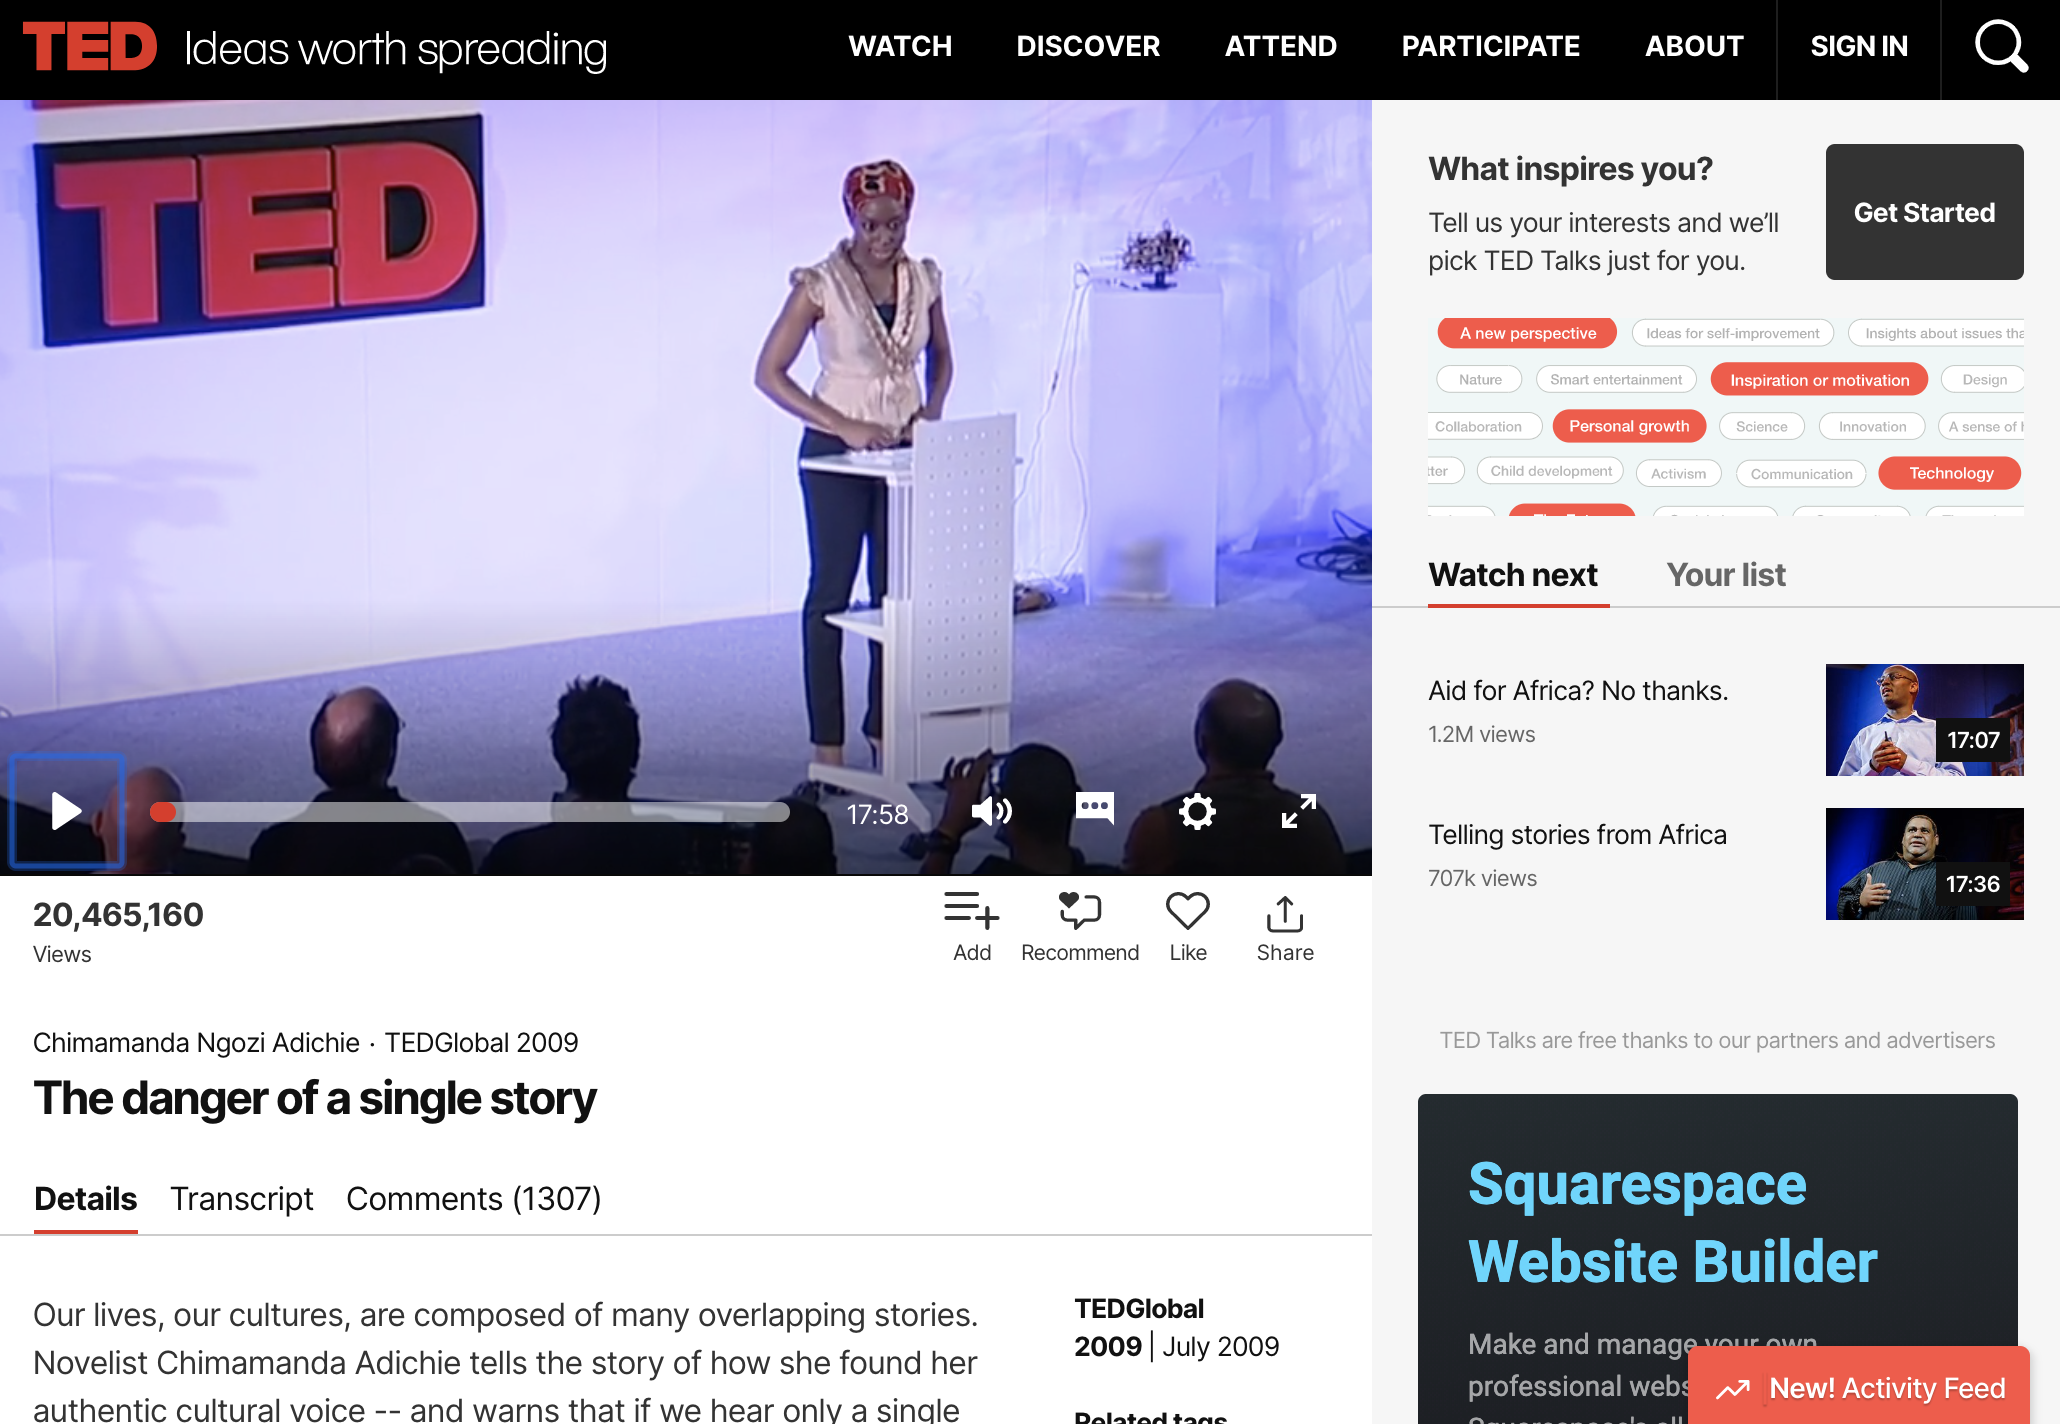 TED Ideas worth spreading
WATCH DISCOVER ATTEND PARTICIPATE ABOUT SIGN IN
TED
17:58
20,465,160
Views
Add Recommend Like Share
Chimamanda Ngozi Adichie · TEDGlobal 2009
The danger of a single story
Details Transcript Comments (1307)
Our lives, our cultures, are composed of many overlapping stories.
Novelist Chimamanda Adichie tells the story of how she found her
authentic cultural voice -- and warns that if we hear only a single
TEDGlobal
2009 | July 2009
Related tags
What inspires you?
Tell us your interests and we'll
pick TED Talks just for you.
Get Started
A new perspective Ideas for self-improvement Insights about issues tha
Nature Smart entertainment Inspiration or motivation Design
Collaboration Personal growth Science Innovation A sense of
tter Child development Activism Communication Technology
Watch next Your list
Aid for Africa? No thanks.
1.2M views
17:07
Telling stories from Africa
707k views
17:36
TED Talks are free thanks to our partners and advertisers
Squarespace
Website Builder
Make and manage your own
professional webs
New! Activity Feed